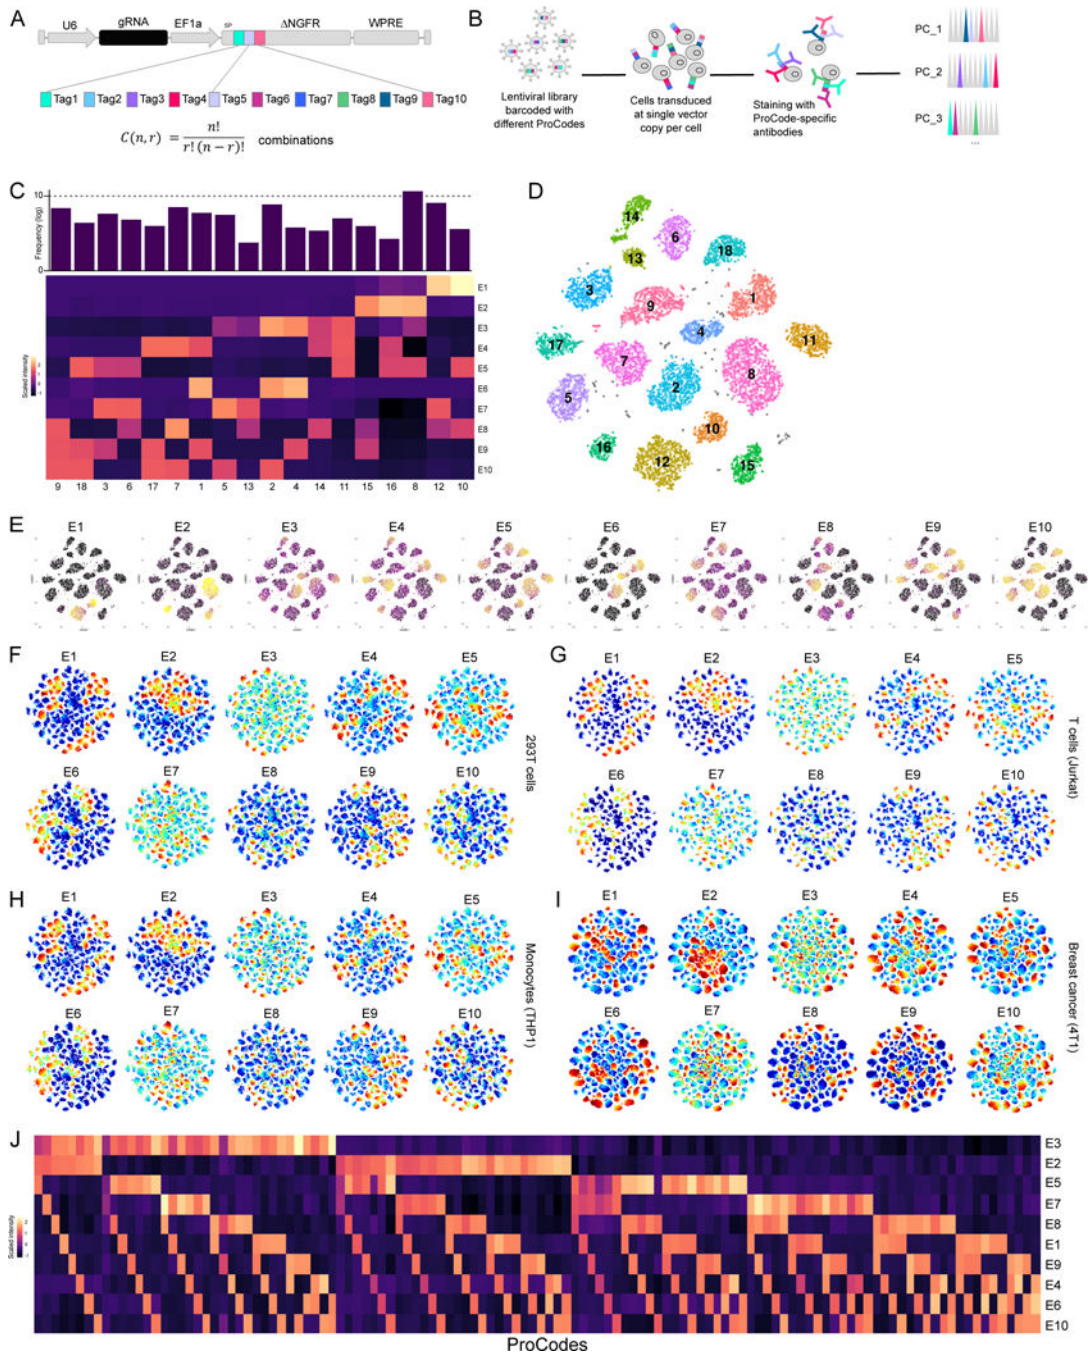 A
U6
gRNA
EF1a
SP
ΔNGFR
WPRE
Tag1 Tag2 Tag3 Tag4 Tag5 Tag6 Tag7 Tag8 Tag9 Tag10
C(n, r) = n! / r! (n − r)! combinations
B
Lentiviral library
barcoded with
different ProCodes
Cells transduced
at single vector
copy per cell
Staining with
ProCode-specific
antibodies
PC_1
PC_2
PC_3
...
C
Frequency (log)
10
0
E1
E2
E3
E4
E5
E6
E7
E8
E9
E10
Scaled intensity
9 18 3 6 17 7 1 5 13 2 4 14 11 15 16 8 12 10
D
14
6
18
13
3
9
1
4
17
11
7
8
2
5
10
16
12
15
E
E1 E2 E3 E4 E5 E6 E7 E8 E9 E10
F
E1 E2 E3 E4 E5
E6 E7 E8 E9 E10
293T cells
G
E1 E2 E3 E4 E5
E6 E7 E8 E9 E10
T cells (Jurkat)
H
E1 E2 E3 E4 E5
E6 E7 E8 E9 E10
Monocytes (THP1)
I
E1 E2 E3 E4 E5
E6 E7 E8 E9 E10
Breast cancer (4T1)
J
E3
E2
E5
E7
E8
E1
E9
E4
E6
E10
Scaled intensity
ProCodes